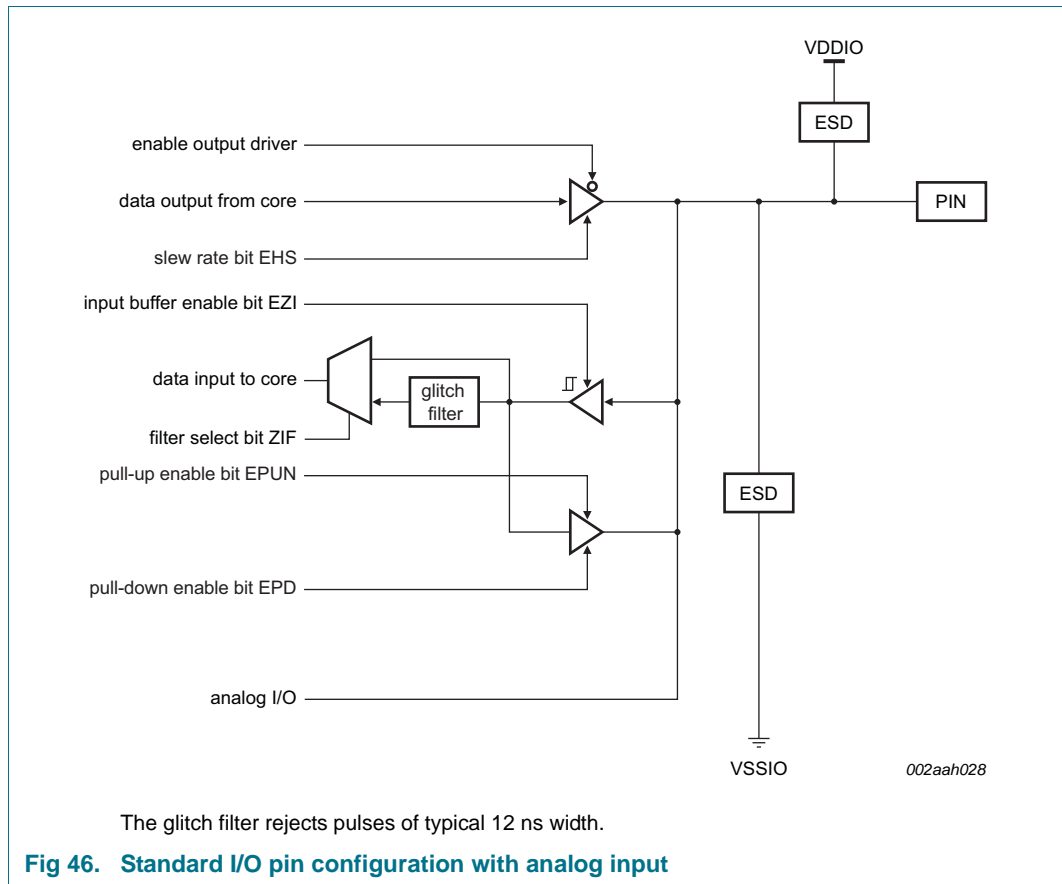 VDDIO
ESD
enable output driver
data output from core
PIN
slew rate bit EHS
input buffer enable bit EZI
data input to core
glitch
filter
filter select bit ZIF
pull-up enable bit EPUN
ESD
pull-down enable bit EPD
analog I/O
VSSIO
002aah028
The glitch filter rejects pulses of typical 12 ns width.
Fig 46. Standard I/O pin configuration with analog input